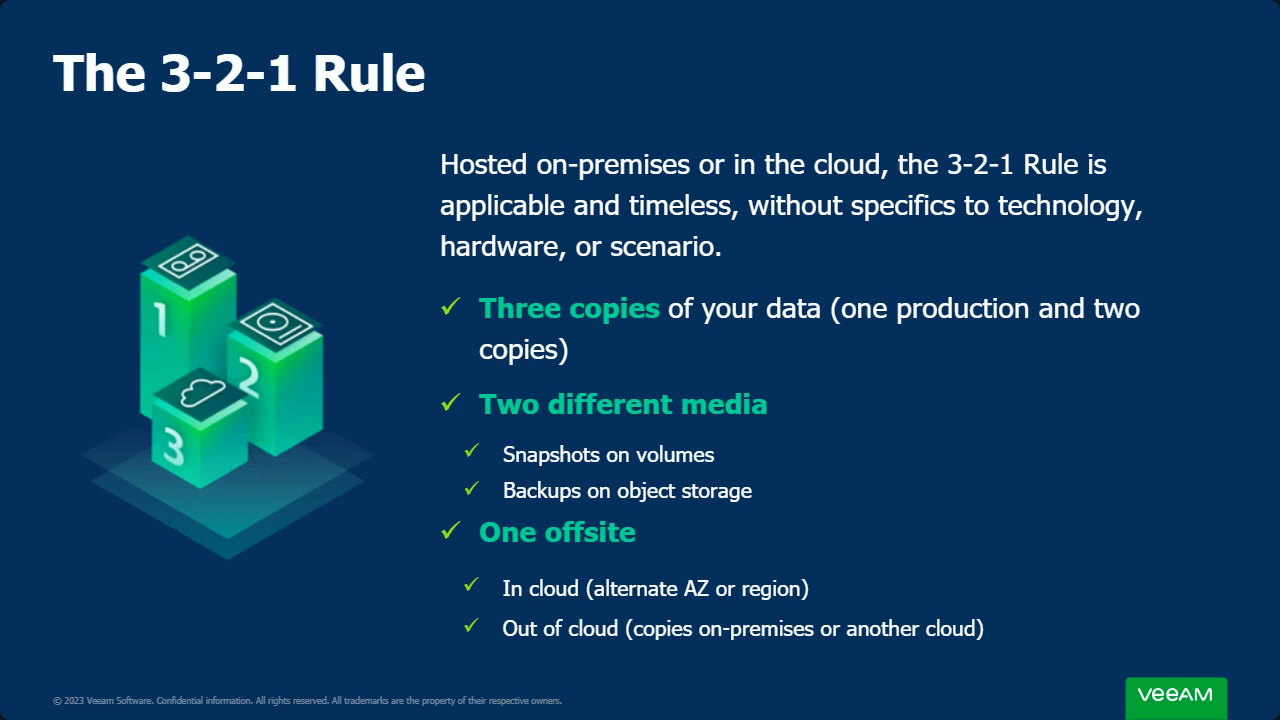 The 3-2-1 Rule
Hosted on-premises or in the cloud, the 3-2-1 Rule is
applicable and timeless, without specifics to technology,
hardware, or scenario.
✓ Three copies of your data (one production and two
copies)
✓ Two different media
✓ Snapshots on volumes
✓ Backups on object storage
✓ One offsite
✓ In cloud (alternate AZ or region)
✓ Out of cloud (copies on-premises or another cloud)
1
2
3
© 2023 Veeam Software. Confidential information. All rights reserved. All trademarks are the property of their respective owners.
veeAM